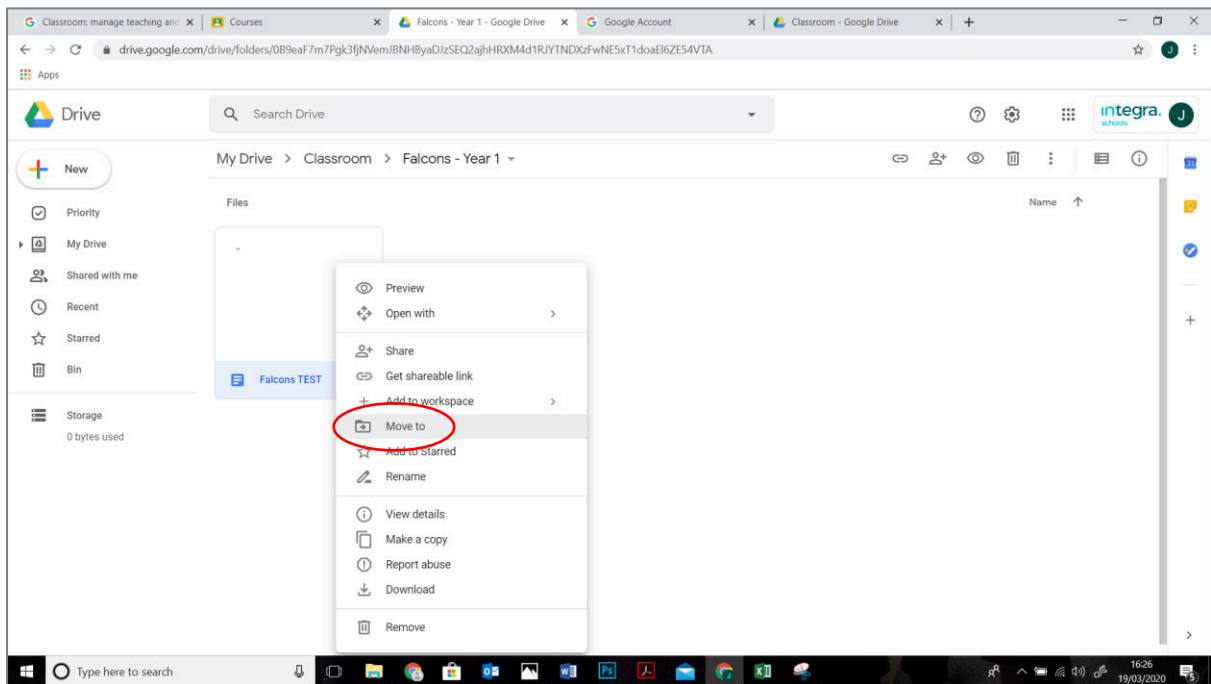 Classroom: manage teaching and
Courses
Falcons - Year 1 - Google Drive
Google Account
Classroom - Google Drive
drive.google.com/drive/folders/0B9eaF7m7Pgk3fjNVemJBNHByaDJzSEQ2ajhHRXM4d1RJYTNDXzFwNE5xT1doaEl6ZE54VTA
J
Apps
Drive
Search Drive
integra.
schools
J
New
My Drive > Classroom > Falcons - Year 1
31
Priority
Files
Name
My Drive
Shared with me
Recent
Starred
Bin
Storage
0 bytes used
Falcons TEST
Preview
Open with
Share
Get shareable link
Add to workspace
Move to
Add to Starred
Rename
View details
Make a copy
Report abuse
Download
Remove
Type here to search
Ps
16:26
19/03/2020
5